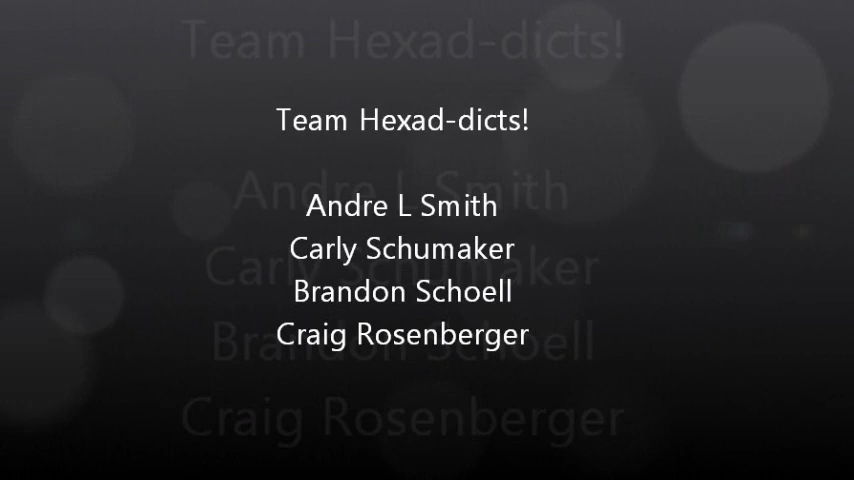 Team Hexad-dicts!
Andre L Smith
Carly Schumaker
Brandon Schoell
Craig Rosenberger